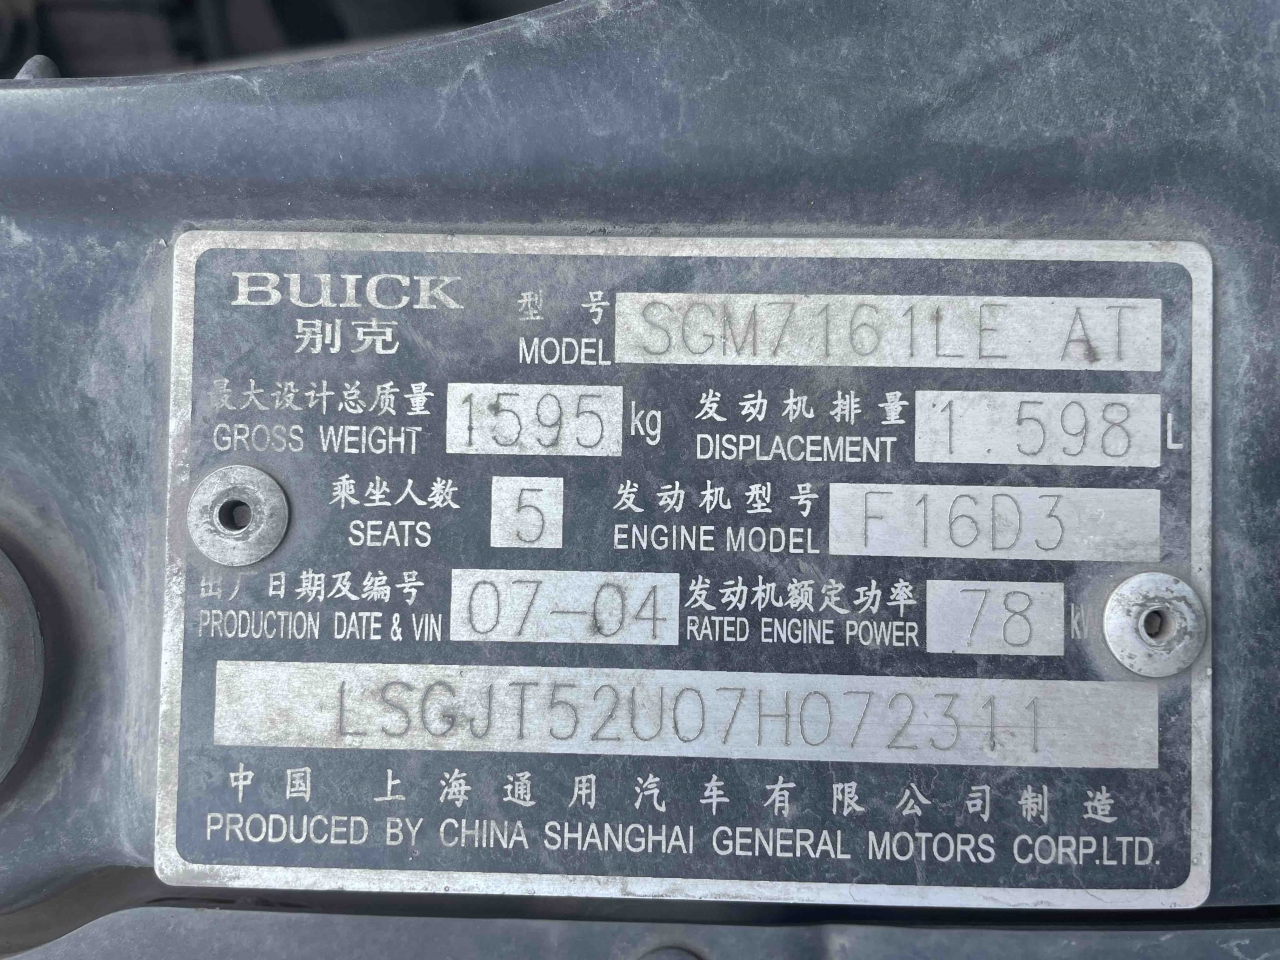 BUICK
别克
型号 SGM7161LE AT
MODEL
最大设计总质量 1595 kg 发动机排量 1.598 L
GROSS WEIGHT DISPLACEMENT
乘坐人数 5 发动机型号 F16D3
SEATS ENGINE MODEL
出厂日期及编号 07-04 发动机额定功率 78
PRODUCTION DATE & VIN RATED ENGINE POWER
LSGJT52U07H072311
中国 上海通用汽车有限公司制造
PRODUCED BY CHINA SHANGHAI GENERAL MOTORS CORP.LTD.